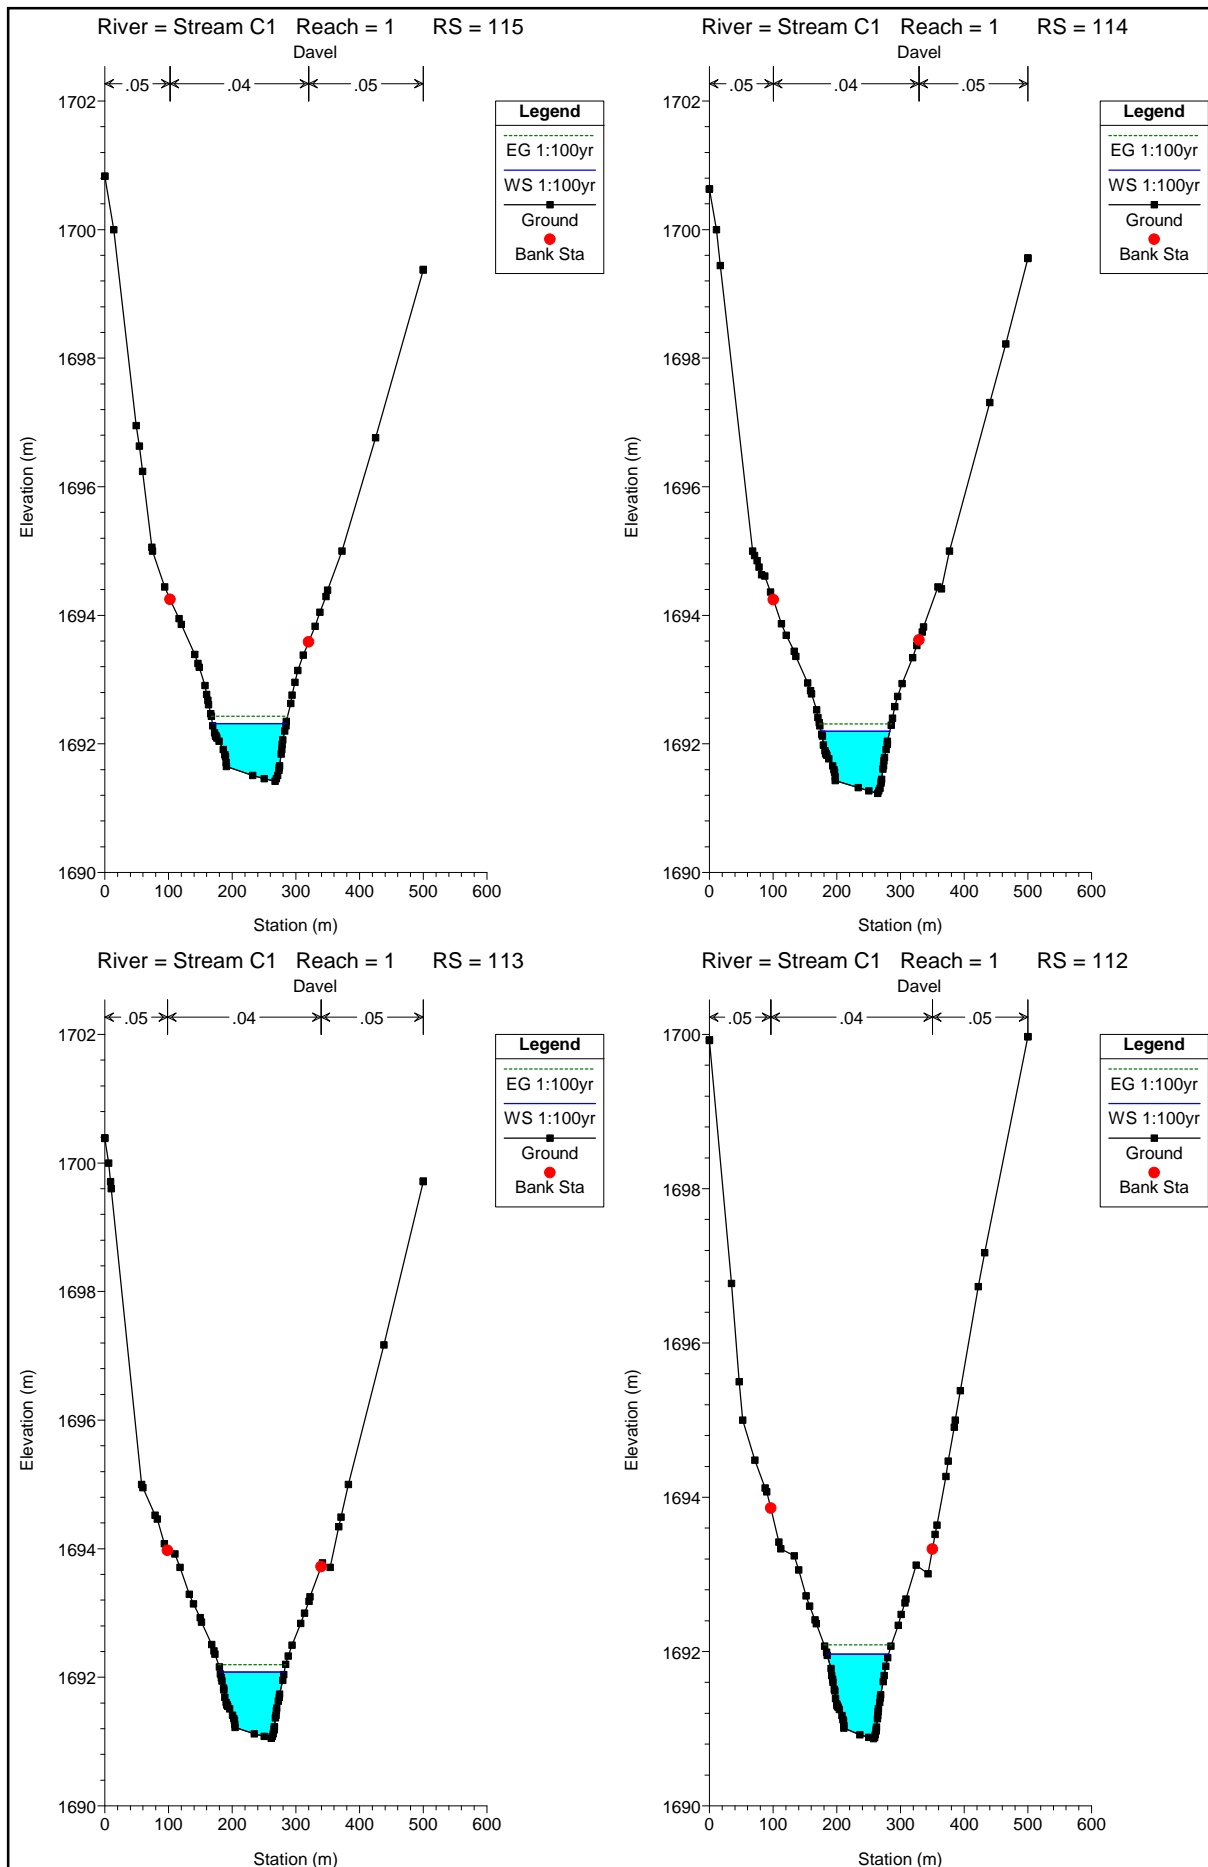 River = Stream C1 Reach = 1 RS = 115
Davel
.05 .04 .05
Legend
EG 1:100yr
WS 1:100yr
Ground
Bank Sta
1702
1700
1698
1696
1694
1692
1690
Elevation (m)
0 100 200 300 400 500 600
Station (m)
River = Stream C1 Reach = 1 RS = 114
Davel
.05 .04 .05
Legend
EG 1:100yr
WS 1:100yr
Ground
Bank Sta
1702
1700
1698
1696
1694
1692
1690
Elevation (m)
0 100 200 300 400 500 600
Station (m)
River = Stream C1 Reach = 1 RS = 113
Davel
.05 .04 .05
Legend
EG 1:100yr
WS 1:100yr
Ground
Bank Sta
1702
1700
1698
1696
1694
1692
1690
Elevation (m)
0 100 200 300 400 500 600
Station (m)
River = Stream C1 Reach = 1 RS = 112
Davel
.05 .04 .05
Legend
EG 1:100yr
WS 1:100yr
Ground
Bank Sta
1700
1698
1696
1694
1692
1690
Elevation (m)
0 100 200 300 400 500 600
Station (m)